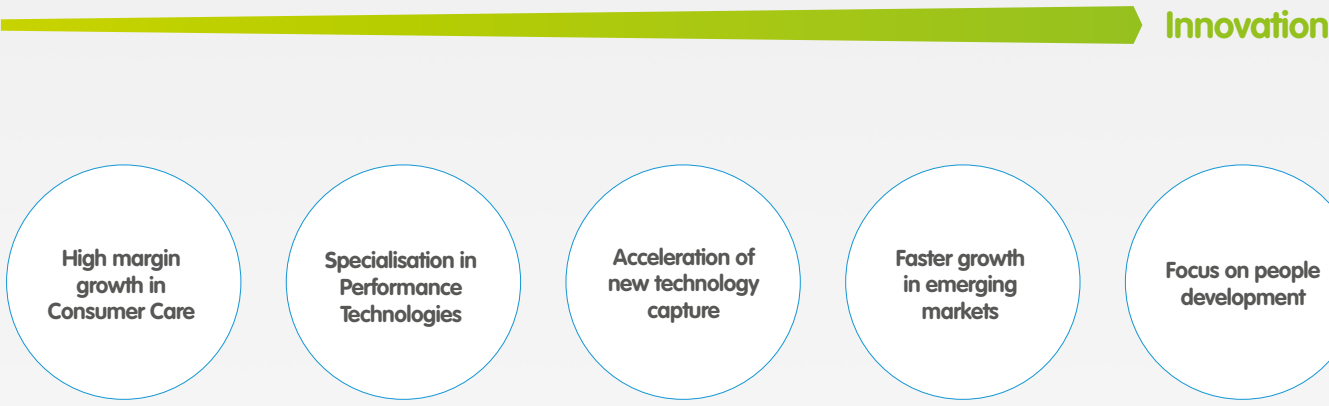 Innovation
High margin
growth in
Consumer Care
Specialisation in
Performance
Technologies
Acceleration of
new technology
capture
Faster growth
in emerging
markets
Focus on people
development